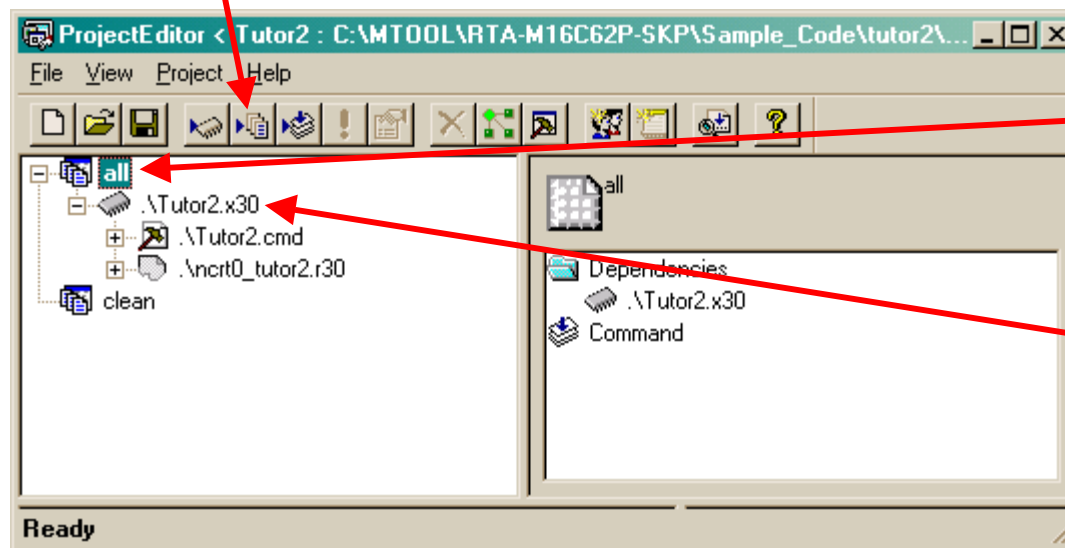 ProjectEditor < Tutor2 : C:\MTOOL\RTA-M16C62P-SKP\Sample_Code\tutor2\...
File View Project Help
all
.\Tutor2.x30
.\Tutor2.cmd
.\ncrt0_tutor2.r30
clean
all
Dependencies
.\Tutor2.x30
Command
Ready